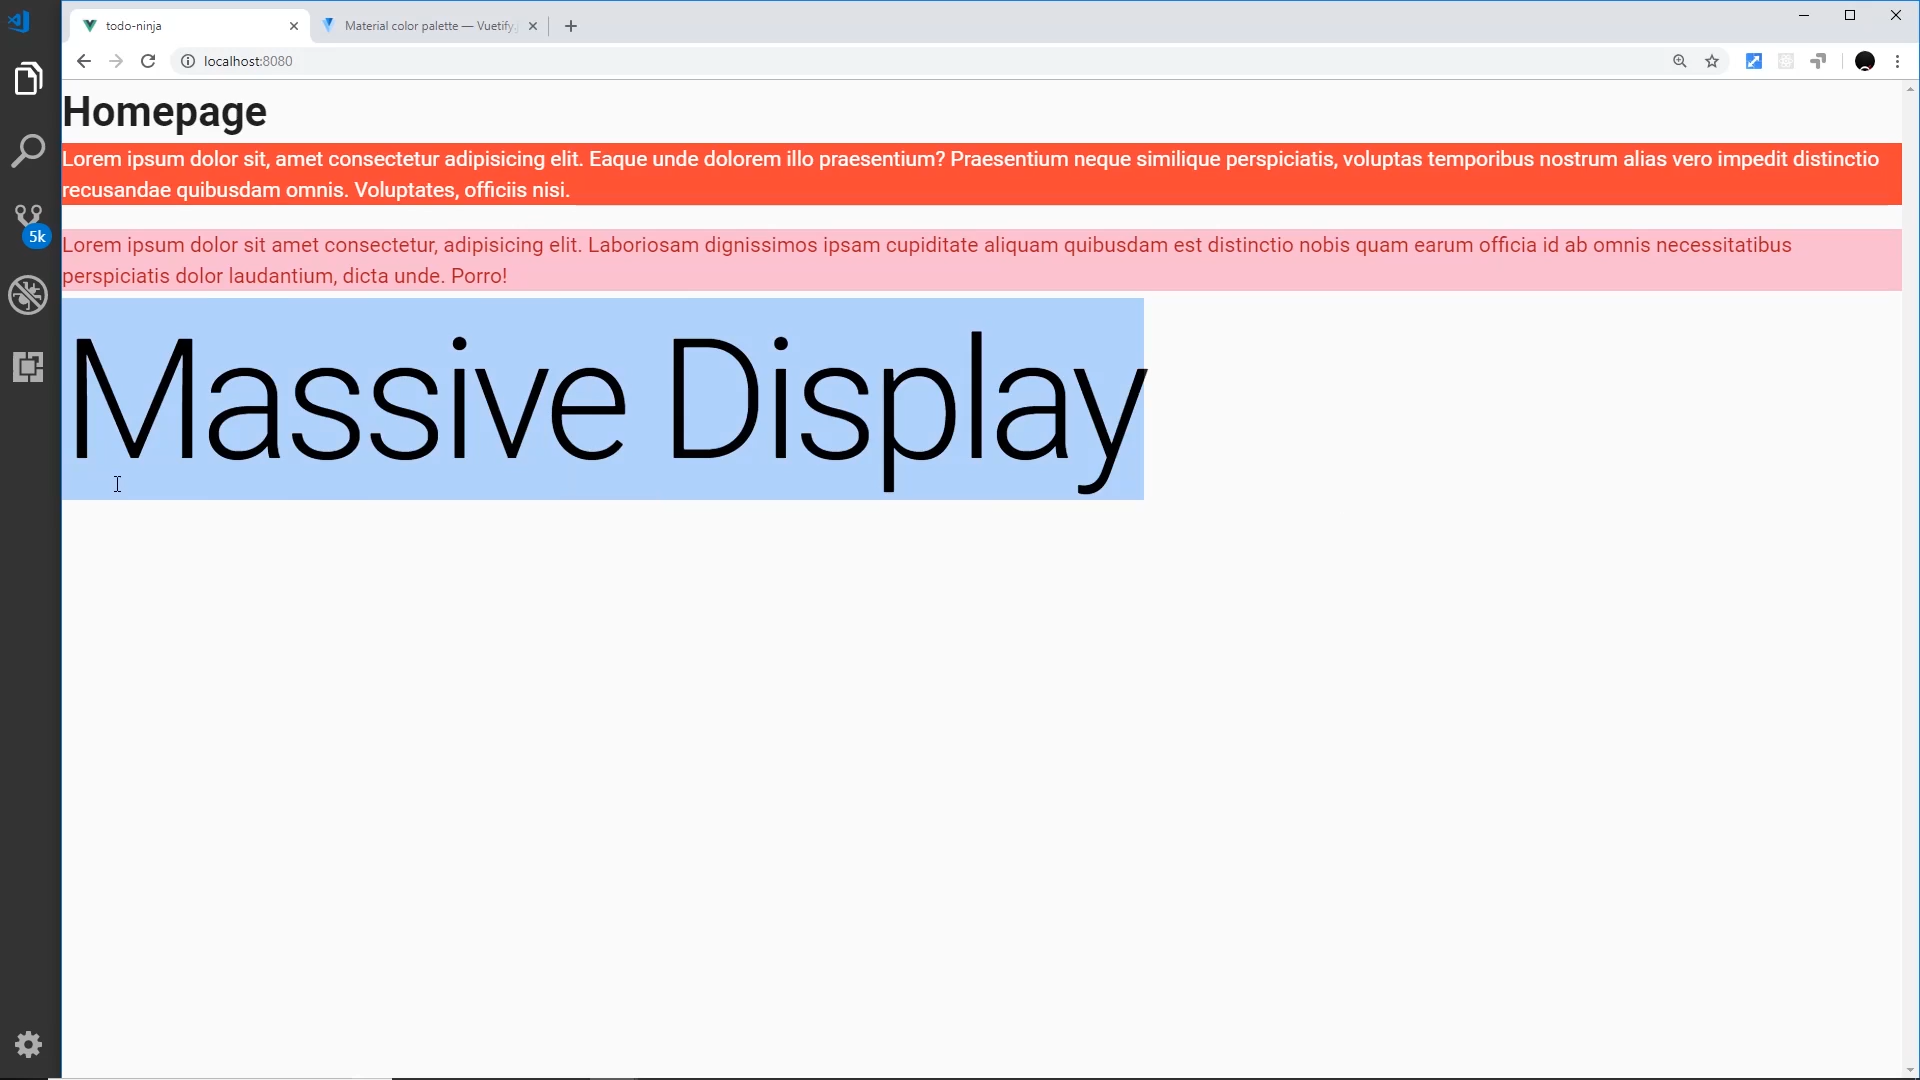 todo-ninja
Material color palette — Vuetify.
localhost:8080
Homepage
Lorem ipsum dolor sit, amet consectetur adipisicing elit. Eaque unde dolorem illo praesentium? Praesentium neque similique perspiciatis, voluptas temporibus nostrum alias vero impedit distinctio
recusandae quibusdam omnis. Voluptates, officiis nisi.
5k
Lorem ipsum dolor sit amet consectetur, adipisicing elit. Laboriosam dignissimos ipsam cupiditate aliquam quibusdam est distinctio nobis quam earum officia id ab omnis necessitatibus
perspiciatis dolor laudantium, dicta unde. Porro!
Massive Display